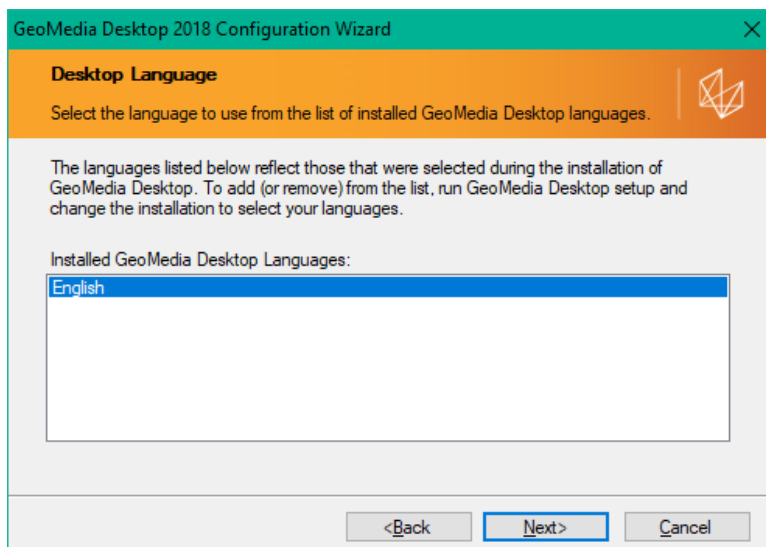 GeoMedia Desktop 2018 Configuration Wizard
Desktop Language
Select the language to use from the list of installed GeoMedia Desktop languages.
The languages listed below reflect those that were selected during the installation of
GeoMedia Desktop. To add (or remove) from the list, run GeoMedia Desktop setup and
change the installation to select your languages.
Installed GeoMedia Desktop Languages:
English
<Back Next> Cancel